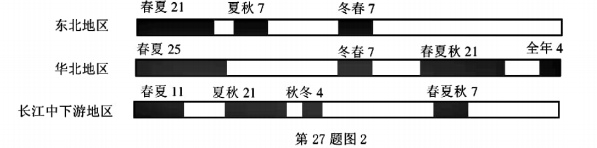 春夏 21 夏秋 7 冬春 7
东北地区
春夏 25 冬春 7 春夏秋 21 全年 4
华北地区
春夏 11 夏秋 21 秋冬 4 春夏秋 7
长江中下游地区
第 27 题图 2